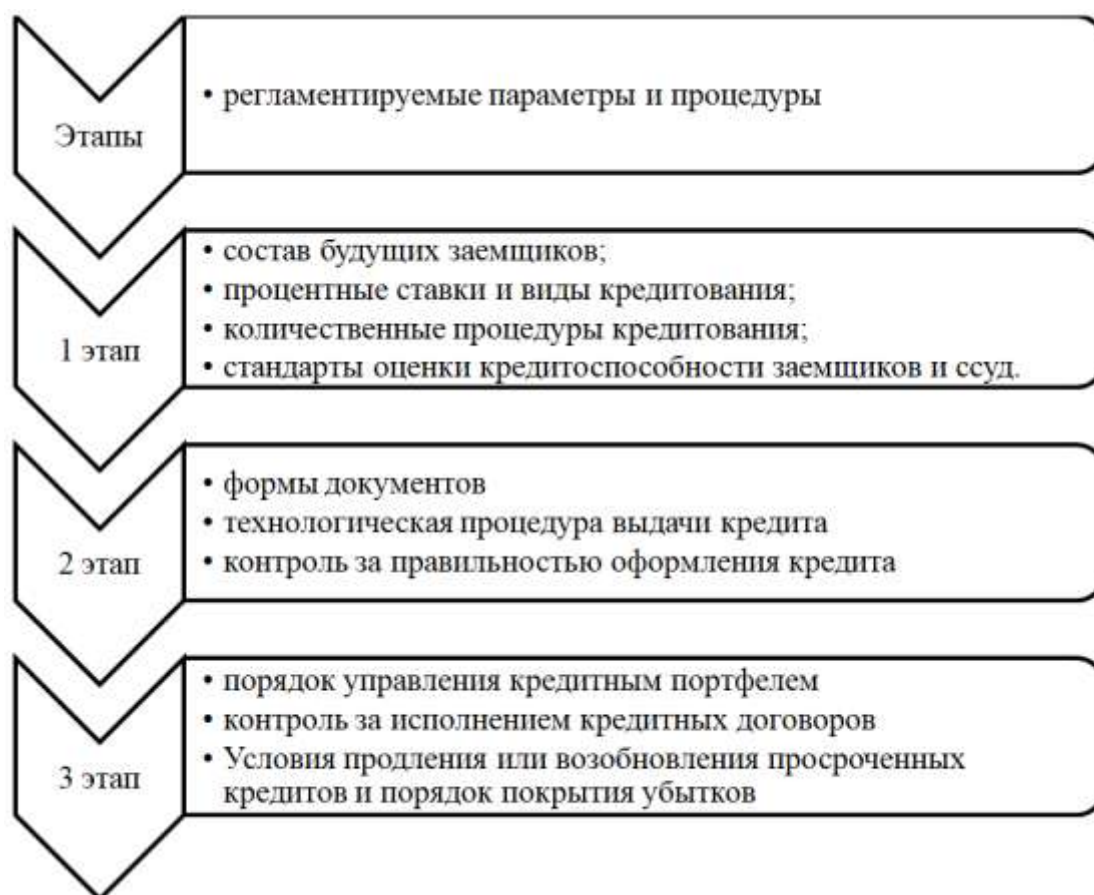 Этапы
• регламентируемые параметры и процедуры
1 этап
• состав будущих заемщиков;
• процентные ставки и виды кредитования;
• количественные процедуры кредитования;
• стандарты оценки кредитоспособности заемщиков и ссуд.
2 этап
• формы документов
• технологическая процедура выдачи кредита
• контроль за правильностью оформления кредита
3 этап
• порядок управления кредитным портфелем
• контроль за исполнением кредитных договоров
• Условия продления или возобновления просроченных
кредитов и порядок покрытия убытков